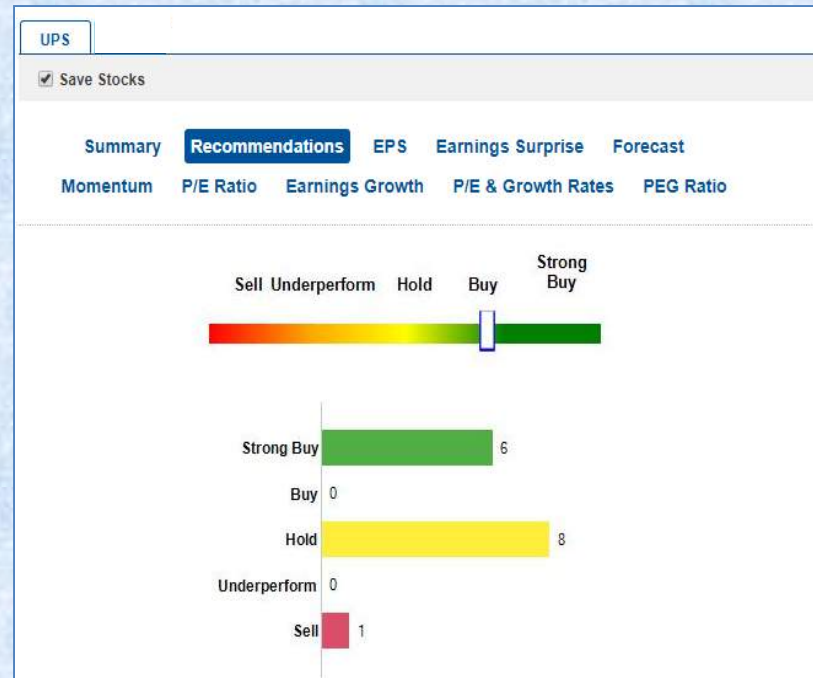 UPS
Save Stocks
Summary Recommendations EPS Earnings Surprise Forecast
Momentum P/E Ratio Earnings Growth P/E & Growth Rates PEG Ratio
Sell Underperform Hold Buy Strong
Buy
Strong Buy 6
Buy 0
Hold 8
Underperform 0
Sell 1